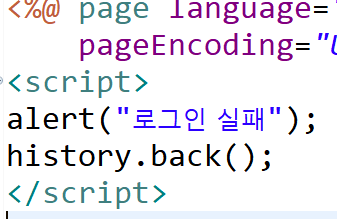 <%@ page language=
pageEncoding=
<script>
alert("로그인 실패");
history.back();
</script>